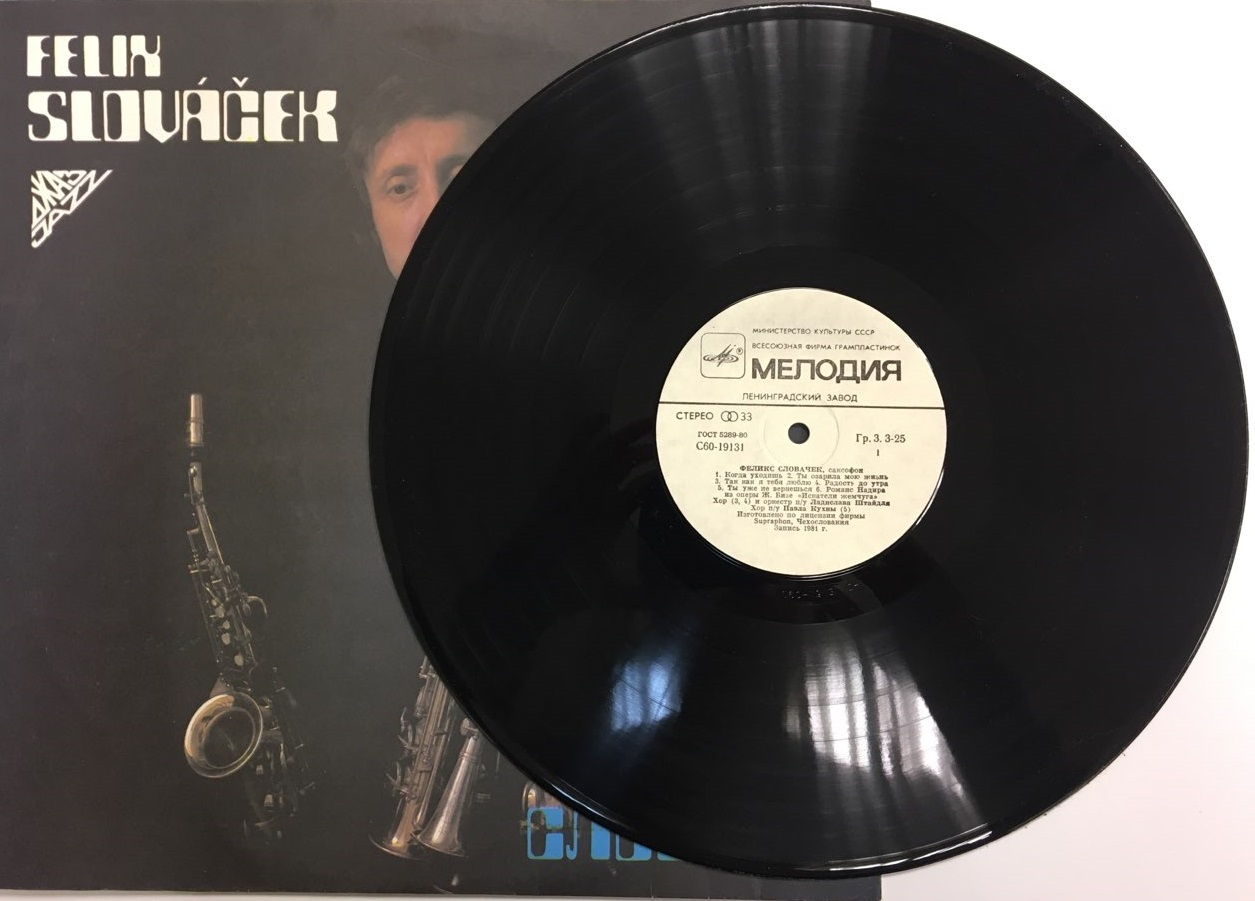 FELIX
SLOVÁČEK
ДЖАЗ
JAZZ
МИНИСТЕРСТВО КУЛЬТУРЫ СССР
ВСЕСОЮЗНАЯ ФИРМА ГРАМПЛАСТИНОК
МЕЛОДИЯ
ЛЕНИНГРАДСКИЙ ЗАВОД
СТЕРЕО 33
ГОСТ 5289-80
С60-19131
Гр. 3. 3-25
1
ФЕЛИКС СЛОВАЧЕК, саксофон
1. Когда уходишь 2. Ты озарила мою жизнь
3. Так как я тебя люблю 4. Радость до утра
5. Ты уже не вернешься 6. Романс Надира
из оперы Ж. Бизе «Искатели жемчуга»
Хор (3, 4) и оркестр п/у Ладислава Штайдла
Хор п/у Павла Кухны (5)
Изготовлено по лицензии фирмы
Supraphon, Чехословакия
Запись 1981 г.